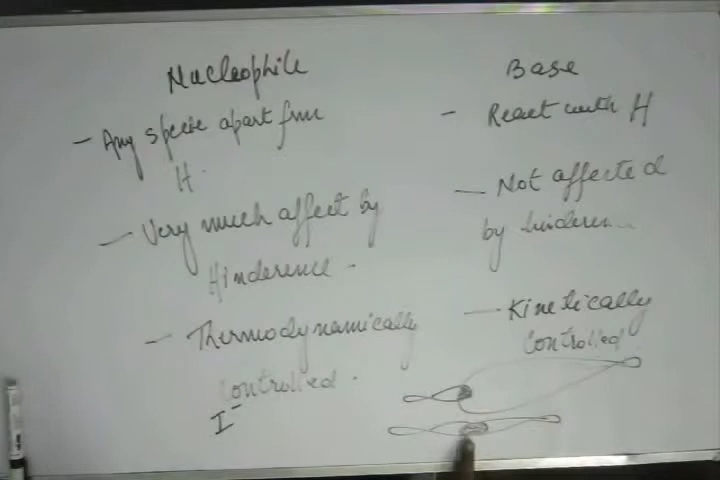 Nucleophile
- Any specie apart from
H.
- Very much affect by
Hinderence.
- Thermodynamically
controlled.
I⁻
Base
- React with H
- Not affected
by hinderen...
- Kinetically
controlled